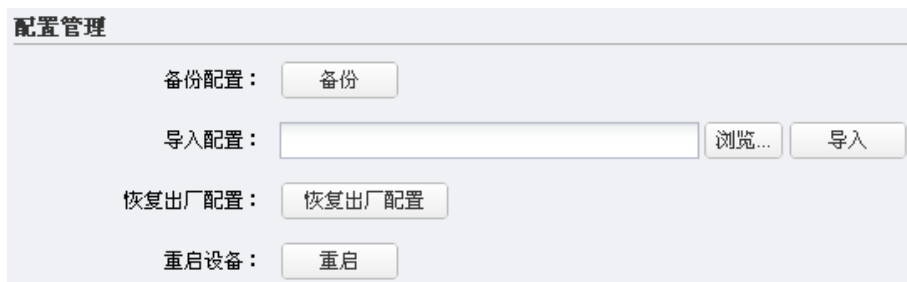 配置管理
备份配置： 备份
导入配置： 浏览... 导入
恢复出厂配置： 恢复出厂配置
重启设备： 重启